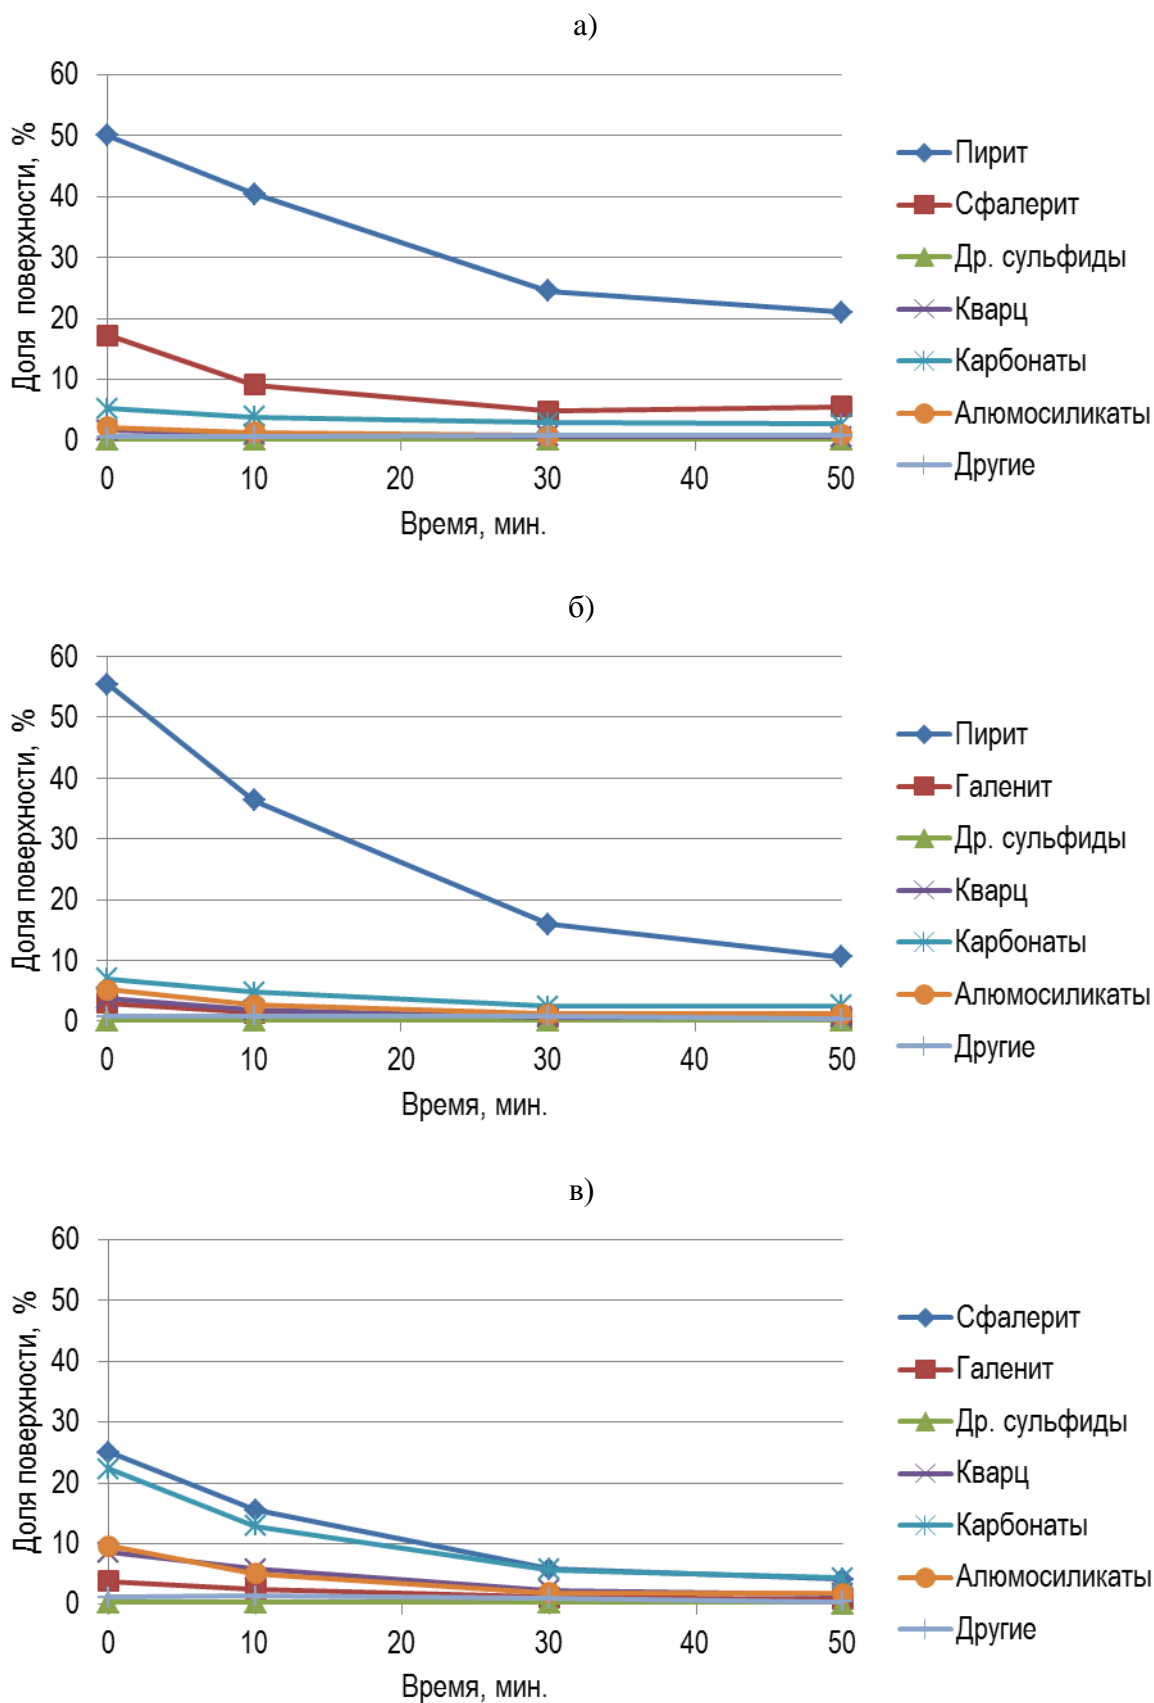 а)
Доля поверхности, %
60
50
40
30
20
10
0
0 10 20 30 40 50
Время, мин.
Пирит
Сфалерит
Др. сульфиды
Кварц
Карбонаты
Алюмосиликаты
Другие
б)
Доля поверхности, %
60
50
40
30
20
10
0
0 10 20 30 40 50
Время, мин.
Пирит
Галенит
Др. сульфиды
Кварц
Карбонаты
Алюмосиликаты
Другие
в)
Доля поверхности, %
60
50
40
30
20
10
0
0 10 20 30 40 50
Время, мин.
Сфалерит
Галенит
Др. сульфиды
Кварц
Карбонаты
Алюмосиликаты
Другие